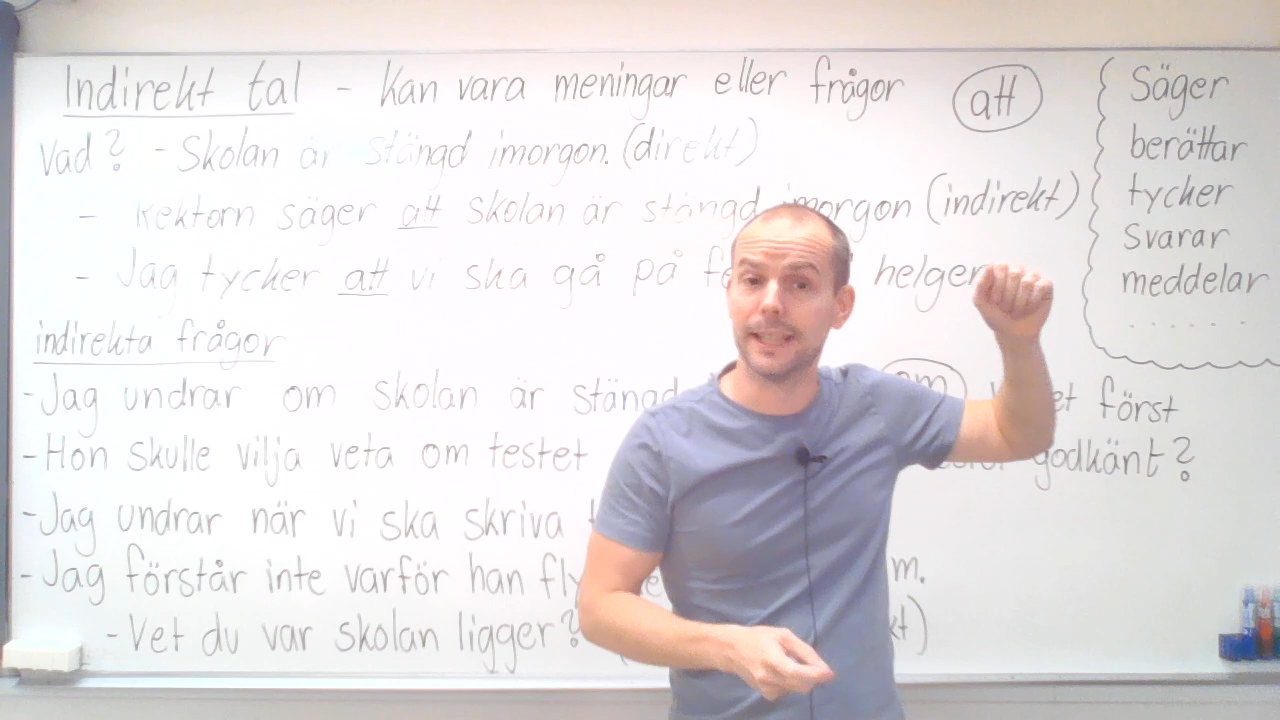 Indirekt tal - kan vara meningar eller frågor att
Vad? - Skolan är stängd imorgon. (direkt)
- Rektorn säger att skolan är stängd imorgon (indirekt)
- Jag tycker att vi ska gå på helgen
indirekta frågor
- Jag undrar om skolan är stängd om först
- Hon skulle vilja veta om testet godkänt?
- Jag undrar när vi ska skriva
- Jag förstår inte varför han
- Vet du var skolan ligger?
Säger
berättar
tycker
Svarar
meddelar
. . . . . .